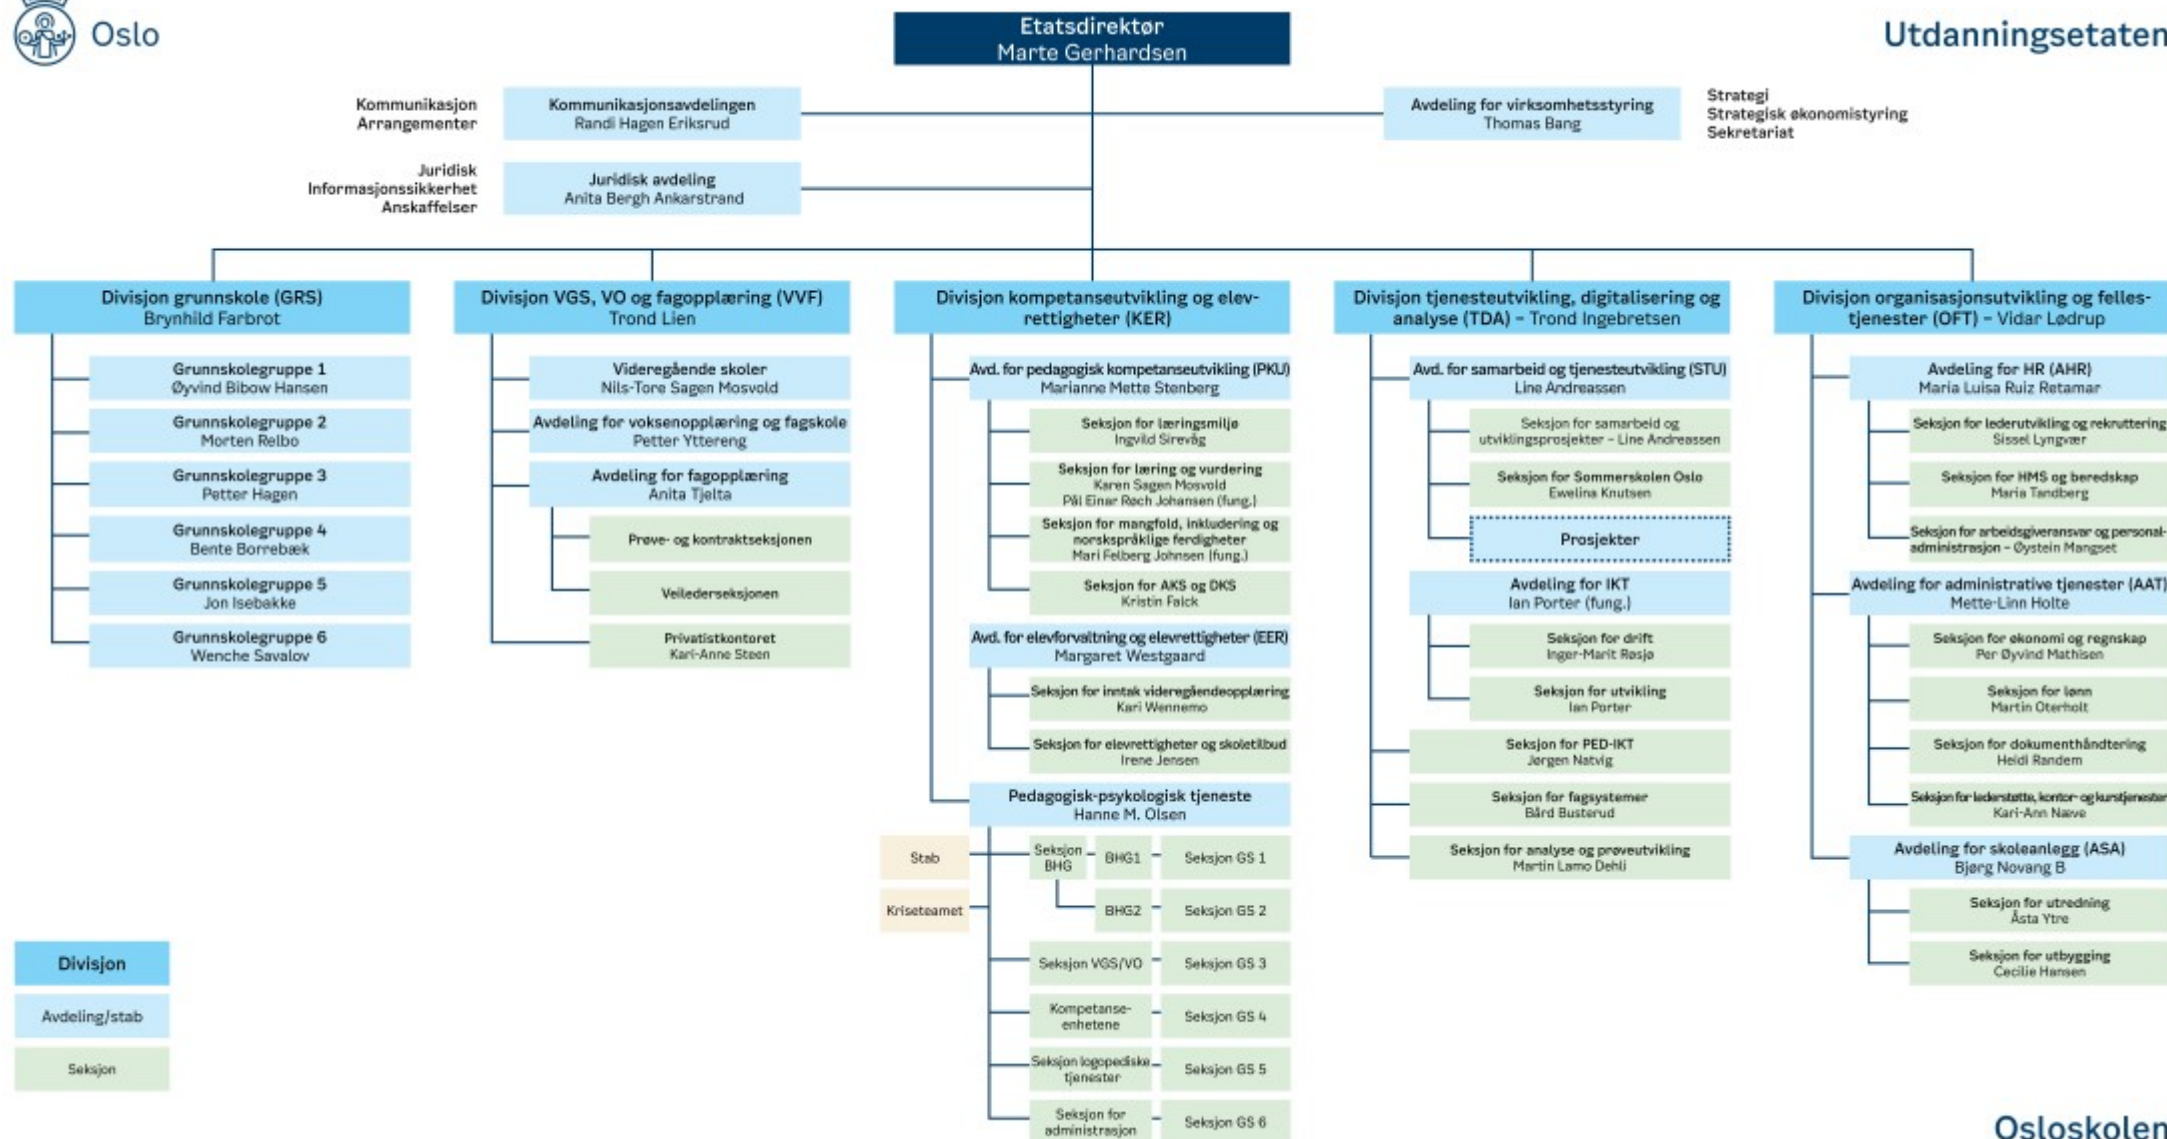 Oslo
Utdanningsetaten
Etatsdirektør
Marte Gerhardsen
Kommunikasjon
Arrangementer
Kommunikasjonsavdelingen
Randi Hagen Eriksrud
Avdeling for virksomhetsstyring
Thomas Bang
Strategi
Strategisk økonomistyring
Sekretariat
Juridisk
Informasjonssikkerhet
Anskaffelser
Juridisk avdeling
Anita Bergh Ankarstrand
Divisjon grunnskole (GRS)
Brynhild Farbrot
Grunnskolegruppe 1
Øyvind Bibow Hansen
Grunnskolegruppe 2
Morten Relbo
Grunnskolegruppe 3
Petter Hagen
Grunnskolegruppe 4
Bente Borrebæk
Grunnskolegruppe 5
Jon Isebakke
Grunnskolegruppe 6
Wenche Savalov
Divisjon VGS, VO og fagopplæring (VVF)
Trond Lien
Videregående skoler
Nils-Tore Sagen Mosvold
Avdeling for voksenopplæring og fagskole
Petter Yttereng
Avdeling for fagopplæring
Anita Tjelta
Prøve- og kontraktseksjonen
Veilederseksjonen
Privatistkontoret
Kari-Anne Steen
Divisjon kompetanseutvikling og elev-
rettigheter (KER)
Avd. for pedagogisk kompetanseutvikling (PKU)
Marianne Mette Stenberg
Seksjon for læringsmiljø
Ingvild Sirevåg
Seksjon for læring og vurdering
Karen Sagen Mosvold
Pål Einar Røch Johansen (fung.)
Seksjon for mangfold, inkludering og
norskspråklige ferdigheter
Mari Felberg Johnsen (fung.)
Seksjon for AKS og DKS
Kristin Falck
Avd. for elevforvaltning og elevrettigheter (EER)
Margaret Westgaard
Seksjon for inntak videregåendeopplæring
Kari Wennemo
Seksjon for elevrettigheter og skoletilbud
Irene Jensen
Pedagogisk-psykologisk tjeneste
Hanne M. Olsen
Stab
Seksjon
BHG
BHG1
Seksjon GS 1
Kriseteamet
BHG2
Seksjon GS 2
Seksjon VGS/VO
Seksjon GS 3
Kompetanse-
enhetene
Seksjon GS 4
Seksjon logopediske
tjenester
Seksjon GS 5
Seksjon for
administrasjon
Seksjon GS 6
Divisjon tjenesteutvikling, digitalisering og
analyse (TDA) – Trond Ingebretsen
Avd. for samarbeid og tjenesteutvikling (STU)
Line Andreassen
Seksjon for samarbeid og
utviklingsprosjekter – Line Andreassen
Seksjon for Sommerskolen Oslo
Ewelina Knutsen
Prosjekter
Avdeling for IKT
Ian Porter (fung.)
Seksjon for drift
Inger-Marit Røsjø
Seksjon for utvikling
Ian Porter
Seksjon for PED-IKT
Jørgen Natvig
Seksjon for fagsystemer
Bård Busterud
Seksjon for analyse og prøveutvikling
Martin Lamo Dehli
Divisjon organisasjonsutvikling og felles-
tjenester (OFT) – Vidar Lødrup
Avdeling for HR (AHR)
Maria Luisa Ruiz Retamar
Seksjon for lederutvikling og rekruttering
Sissel Lyngvær
Seksjon for HMS og beredskap
Maria Tandberg
Seksjon for arbeidsgiveransvar og personal-
administrasjon – Øystein Mangset
Avdeling for administrative tjenester (AAT)
Mette-Linn Holte
Seksjon for økonomi og regnskap
Per Øyvind Mathisen
Seksjon for lønn
Martin Oterholt
Seksjon for dokumenthåndtering
Heidi Randem
Seksjon for lederstøtte, kontor- og kurstjenester
Kari-Ann Næve
Avdeling for skoleanlegg (ASA)
Bjørg Novang B
Seksjon for utredning
Åsta Ytre
Seksjon for utbygging
Cecilie Hansen
Divisjon
Avdeling/stab
Seksjon
Osloskolen